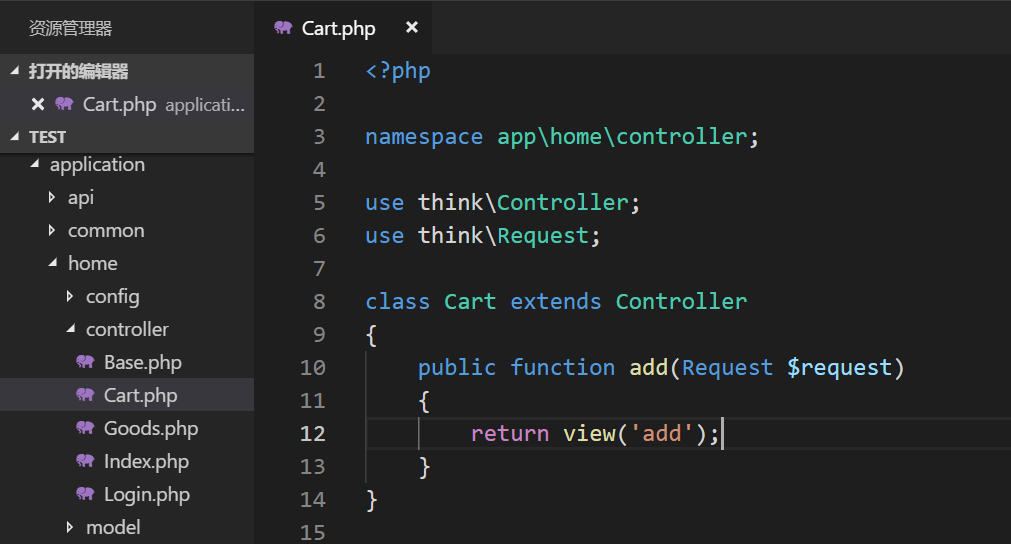 资源管理器
打开的编辑器
Cart.php applicati...
TEST
application
api
common
home
config
controller
Base.php
Cart.php
Goods.php
Index.php
Login.php
model
Cart.php
1 <?php
2
3 namespace app\home\controller;
4
5 use think\Controller;
6 use think\Request;
7
8 class Cart extends Controller
9 {
10 public function add(Request $request)
11 {
12 return view('add');
13 }
14 }
15